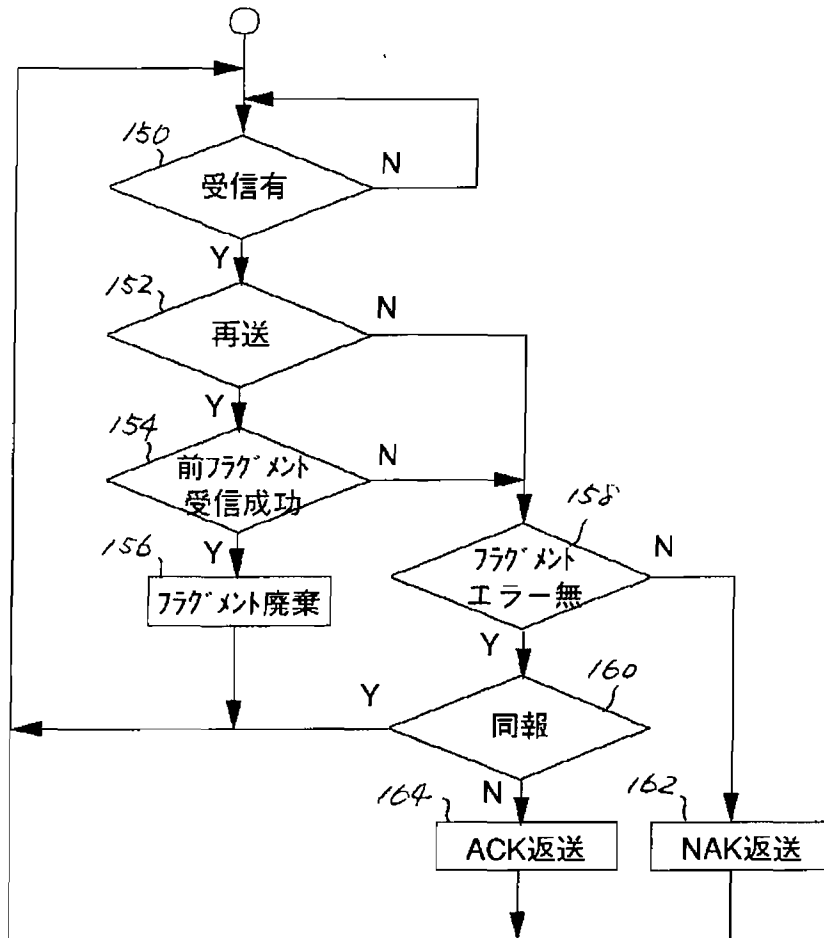 150
受信有
N
Y
152
再送
N
Y
154
前フラグメント
受信成功
N
Y
156
フラグメント廃棄
158
フラグメント
エラー無
N
Y
160
同報
Y
N
164
ACK返送
162
NAK返送